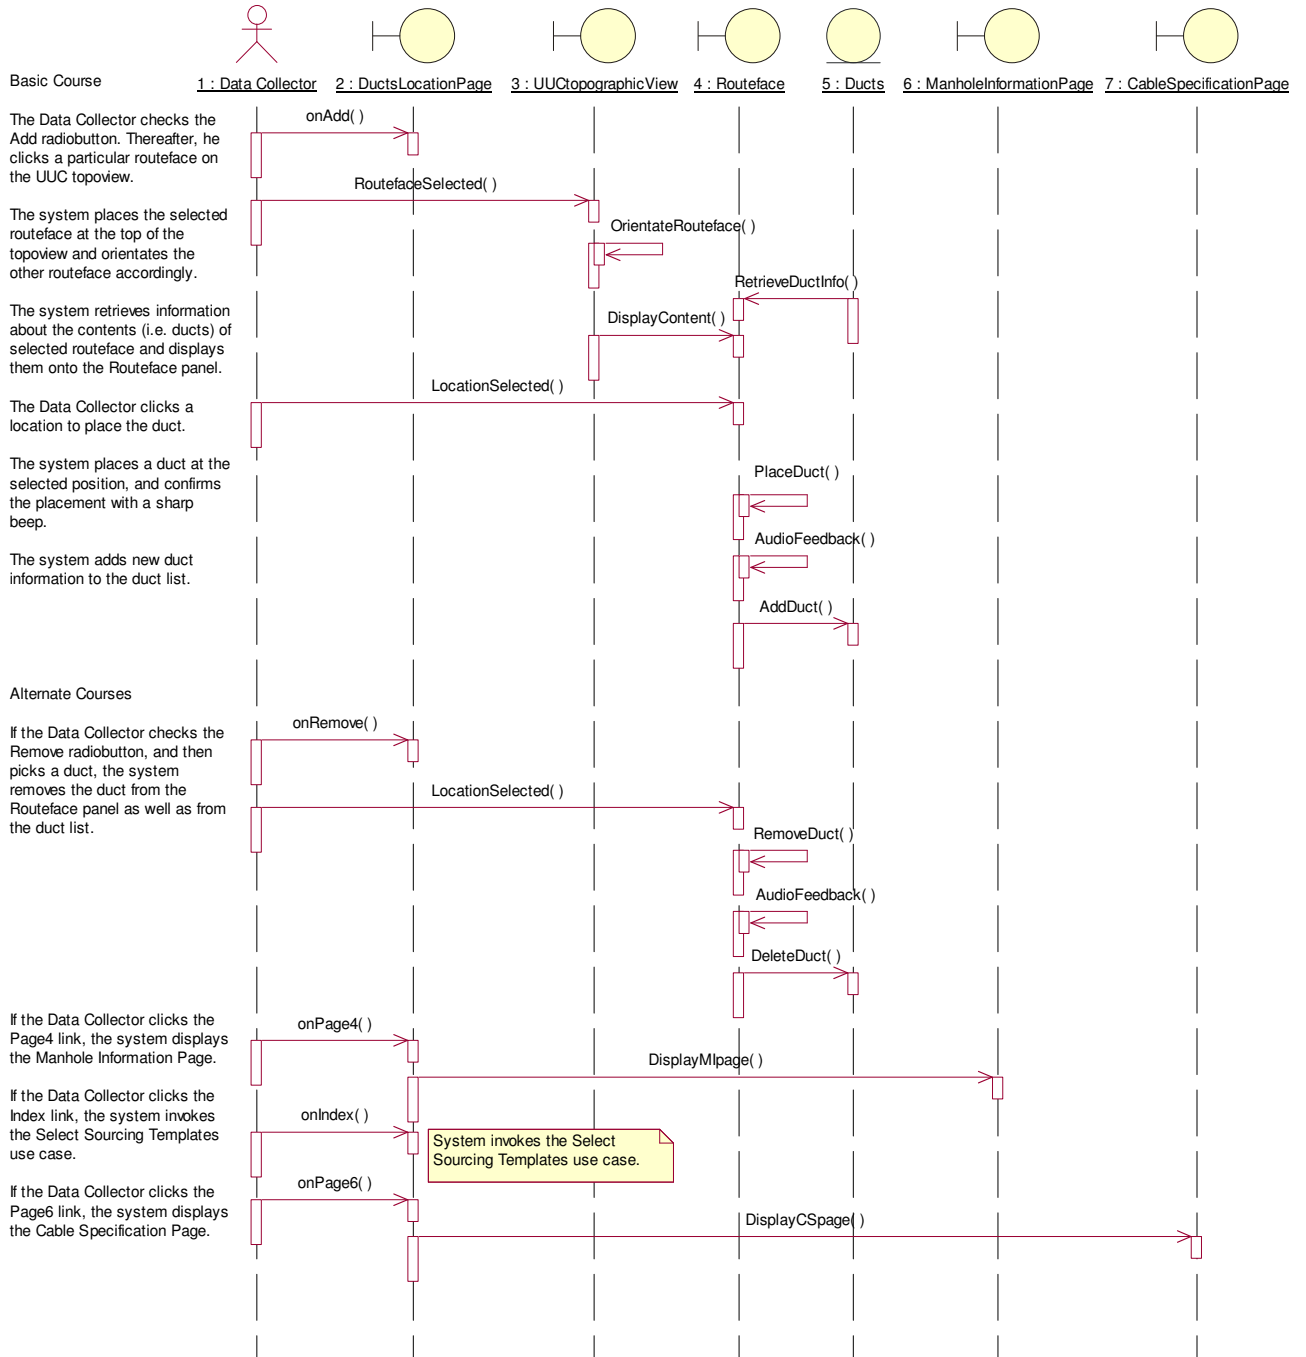 Basic Course
1 : Data Collector
2 : DuctsLocationPage
3 : UUCtopographicView
4 : Routeface
5 : Ducts
6 : ManholeInformationPage
7 : CableSpecificationPage
The Data Collector checks the
Add radiobutton. Thereafter, he
clicks a particular routeface on
the UUC topoview.
onAdd( )
RoutefaceSelected( )
The system places the selected
routeface at the top of the
topoview and orientates the
other routeface accordingly.
OrientateRouteface( )
RetrieveDuctInfo( )
The system retrieves information
about the contents (i.e. ducts) of
selected routeface and displays
them onto the Routeface panel.
DisplayContent( )
LocationSelected( )
The Data Collector clicks a
location to place the duct.
The system places a duct at the
selected position, and confirms
the placement with a sharp
beep.
PlaceDuct( )
AudioFeedback( )
The system adds new duct
information to the duct list.
AddDuct( )
Alternate Courses
If the Data Collector checks the
Remove radiobutton, and then
picks a duct, the system
removes the duct from the
Routeface panel as well as from
the duct list.
onRemove( )
LocationSelected( )
RemoveDuct( )
AudioFeedback( )
DeleteDuct( )
If the Data Collector clicks the
Page4 link, the system displays
the Manhole Information Page.
onPage4( )
DisplayMIpage( )
If the Data Collector clicks the
Index link, the system invokes
the Select Sourcing Templates
use case.
onIndex( )
System invokes the Select
Sourcing Templates use case.
If the Data Collector clicks the
Page6 link, the system displays
the Cable Specification Page.
onPage6( )
DisplayCSpage( )